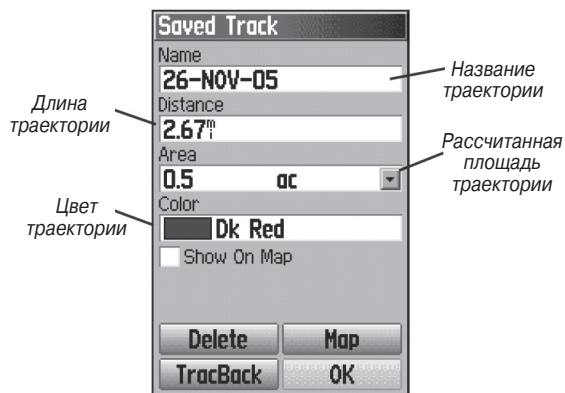 Saved Track
Name
26-NOV-05
Distance
2.67mi
Area
0.5 ac
Color
Dk Red
Show On Map
Delete Map
TracBack OK
Длина
траектории
Цвет
траектории
Название
траектории
Рассчитанная
площадь
траектории